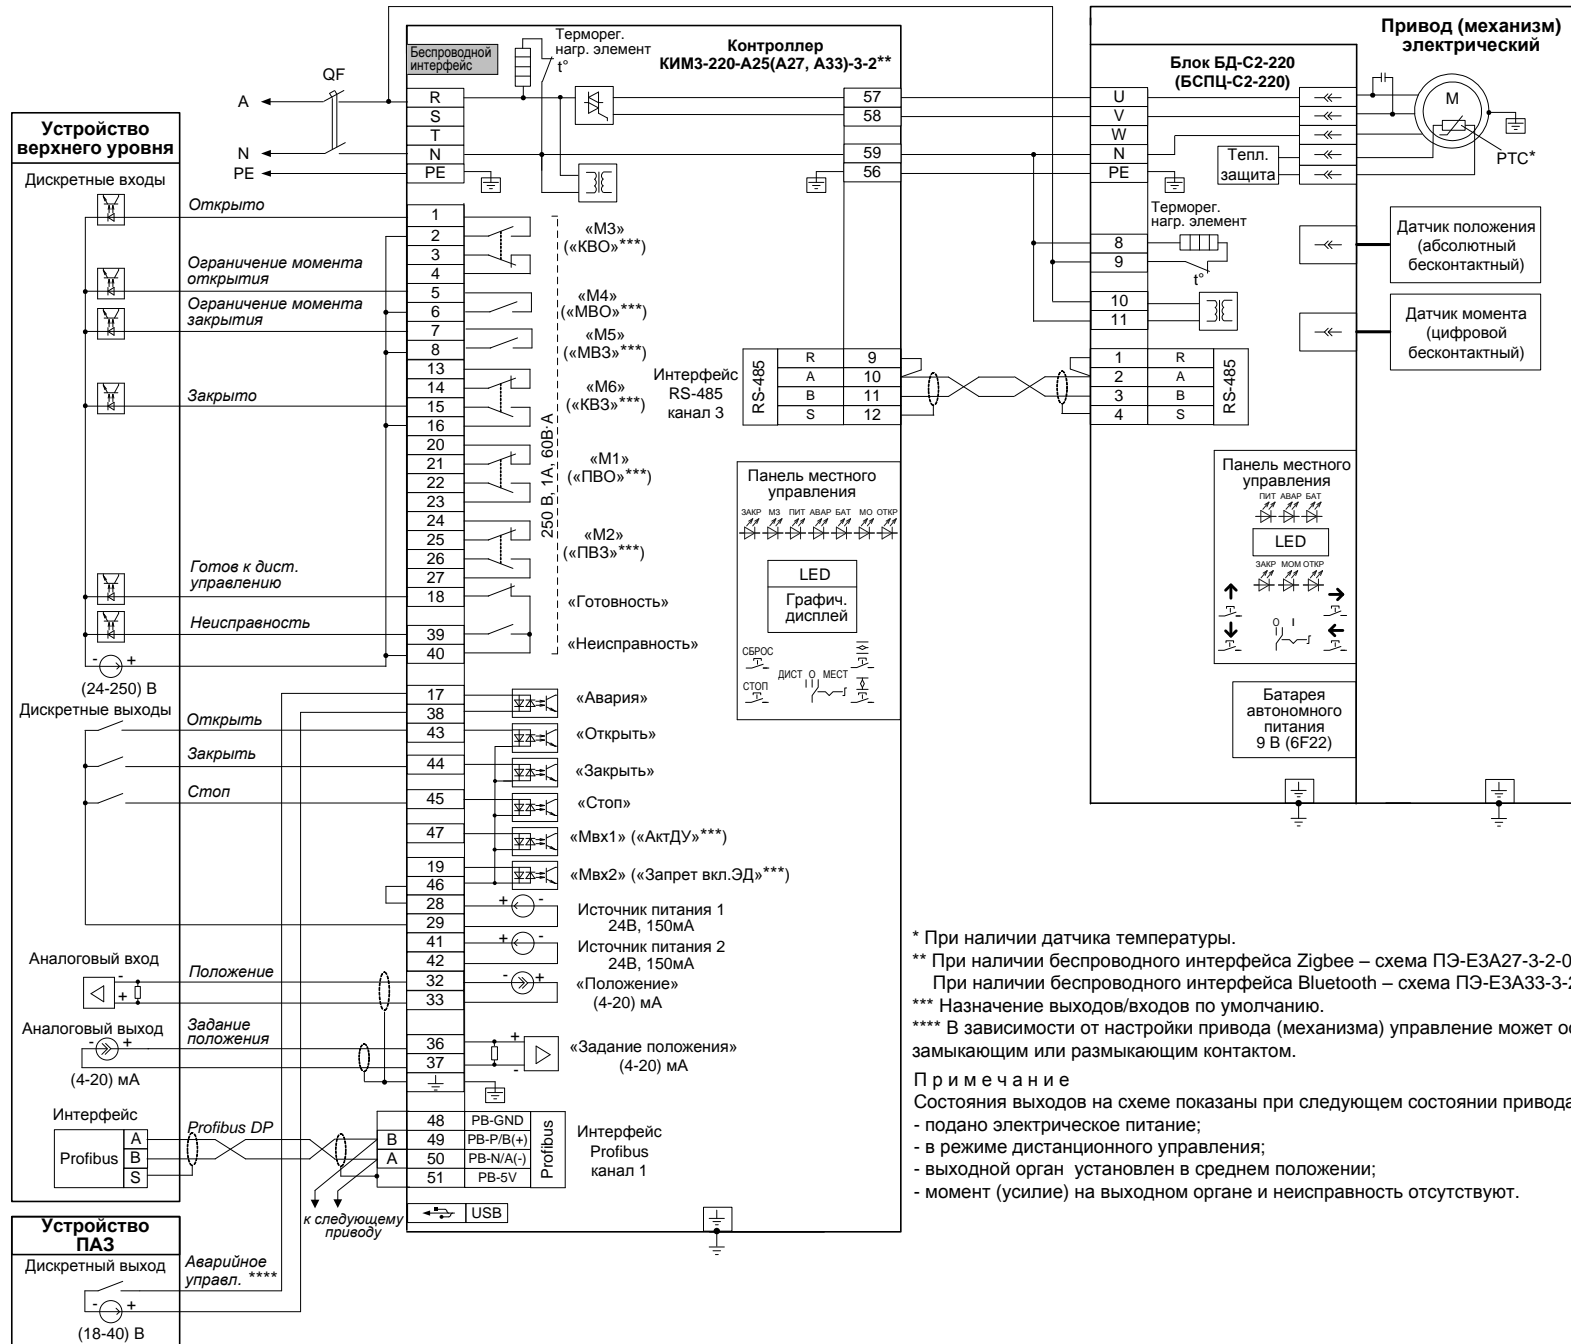 Устройство
верхнего уровня
Дискретные входы
Открыто
Ограничение момента
открытия
Ограничение момента
закрытия
Закрыто
Готов к дист.
управлению
Неисправность
- +
(24-250) В
Дискретные выходы
Открыть
Закрыть
Стоп
Аналоговый вход
Положение
-
+
Аналоговый выход
Задание
положения
- +
(4-20) мА
Интерфейс
Profibus
A
B
S
Profibus DP
Устройство
ПАЗ
Дискретный выход
Аварийное
управл. ****
- +
(18-40) В
к следующему
приводу
QF
A
N
PE
Беспроводной
интерфейс
Терморег.
нагр. элемент
t°
Контроллер
КИМ3-220-А25(А27, А33)-3-2**
R
S
T
N
PE
57
58
59
56
1
2
3
4
5
6
7
8
13
14
15
16
20
21
22
23
24
25
26
27
18
39
40
«М3»
(«КВО»***)
«М4»
(«МВО»***)
«М5»
(«МВЗ»***)
«М6»
(«КВЗ»***)
«М1»
(«ПВО»***)
«М2»
(«ПВЗ»***)
«Готовность»
«Неисправность»
250 В, 1А, 60В·А
17
38
43
44
45
47
19
46
28
29
41
42
32
33
36
37
«Авария»
«Открыть»
«Закрыть»
«Стоп»
«Мвх1» («АктДУ»***)
«Мвх2» («Запрет вкл.ЭД»***)
+ -
Источник питания 1
24В, 150мА
+ -
Источник питания 2
24В, 150мА
- +
«Положение»
(4-20) мА
+
-
«Задание положения»
(4-20) мА
48 PB-GND
B 49 PB-P/B(+)
A 50 PB-N/A(-)
51 PB-5V
Profibus
Интерфейс
Profibus
канал 1
USB
Интерфейс
RS-485
канал 3
RS-485
R 9
A 10
B 11
S 12
Панель местного
управления
ЗАКР МЗ ПИТ АВАР БАТ МО ОТКР
LED
Графич.
дисплей
СБРОС
СТОП
ДИСТ О МЕСТ
Привод (механизм)
электрический
Блок БД-С2-220
(БСПЦ-С2-220)
U
V
W
N
PE
Тепл.
защита
M
PTC*
Терморег.
нагр. элемент
8
9
t°
10
11
1 R
2 A
3 B
4 S
RS-485
Датчик положения
(абсолютный
бесконтактный)
Датчик момента
(цифровой
бесконтактный)
Панель местного
управления
ПИТ АВАР БАТ
LED
ЗАКР МОМ ОТКР
0 I
Батарея
автономного
питания
9 В (6F22)
* При наличии датчика температуры.
** При наличии беспроводного интерфейса Zigbee – схема ПЭ-ЕЗА27-3-2-0
При наличии беспроводного интерфейса Bluetooth – схема ПЭ-ЕЗА33-3-2
*** Назначение выходов/входов по умолчанию.
**** В зависимости от настройки привода (механизма) управление может ос
замыкающим или размыкающим контактом.
П р и м е ч а н и е
Состояния выходов на схеме показаны при следующем состоянии привода
- подано электрическое питание;
- в режиме дистанционного управления;
- выходной орган установлен в среднем положении;
- момент (усилие) на выходном органе и неисправность отсутствуют.